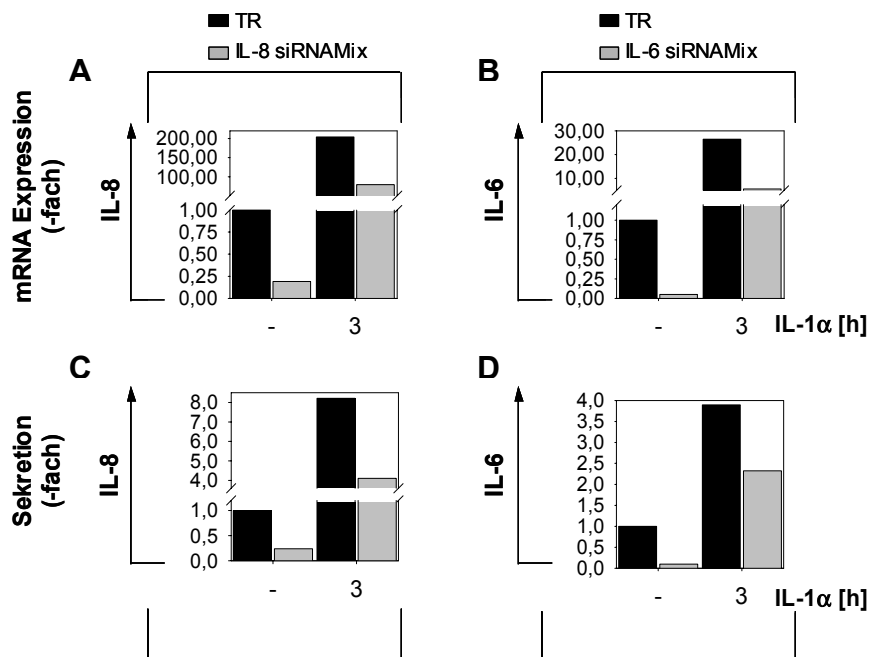 TR
IL-8 siRNAMix
TR
IL-6 siRNAMix
A
B
mRNA Expression
(-fach)
IL-8
200,00
150,00
100,00
1,00
0,75
0,50
0,25
0,00
-
3
IL-6
30,00
20,00
10,00
1,00
0,75
0,50
0,25
0,00
-
3
IL-1α [h]
C
D
Sekretion
(-fach)
IL-8
8,0
7,0
6,0
5,0
4,0
1,0
0,5
0,0
-
3
IL-6
4,0
3,5
3,0
2,5
2,0
1,5
1,0
0,5
0,0
-
3
IL-1α [h]